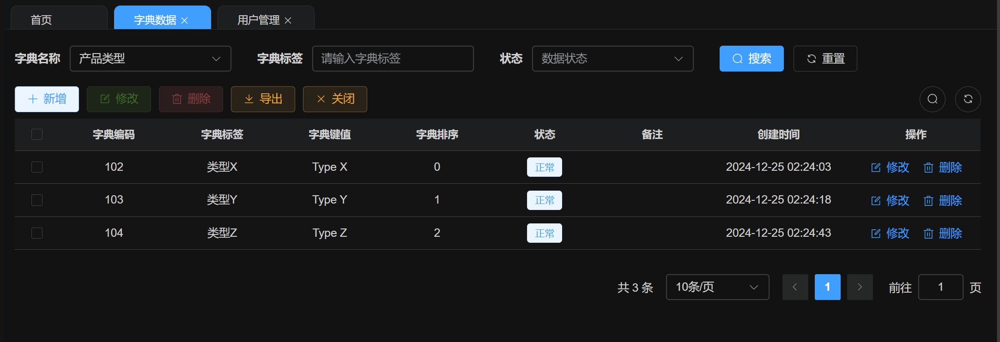 首页 字典数据 用户管理
字典名称 产品类型 字典标签 请输入字典标签 状态 数据状态 搜索 重置
新增 修改 删除 导出 关闭
字典编码 字典标签 字典键值 字典排序 状态 备注 创建时间 操作
102 类型X Type X 0 正常 2024-12-25 02:24:03 修改 删除
103 类型Y Type Y 1 正常 2024-12-25 02:24:18 修改 删除
104 类型Z Type Z 2 正常 2024-12-25 02:24:43 修改 删除
共 3 条 10条/页 1 前往 1 页